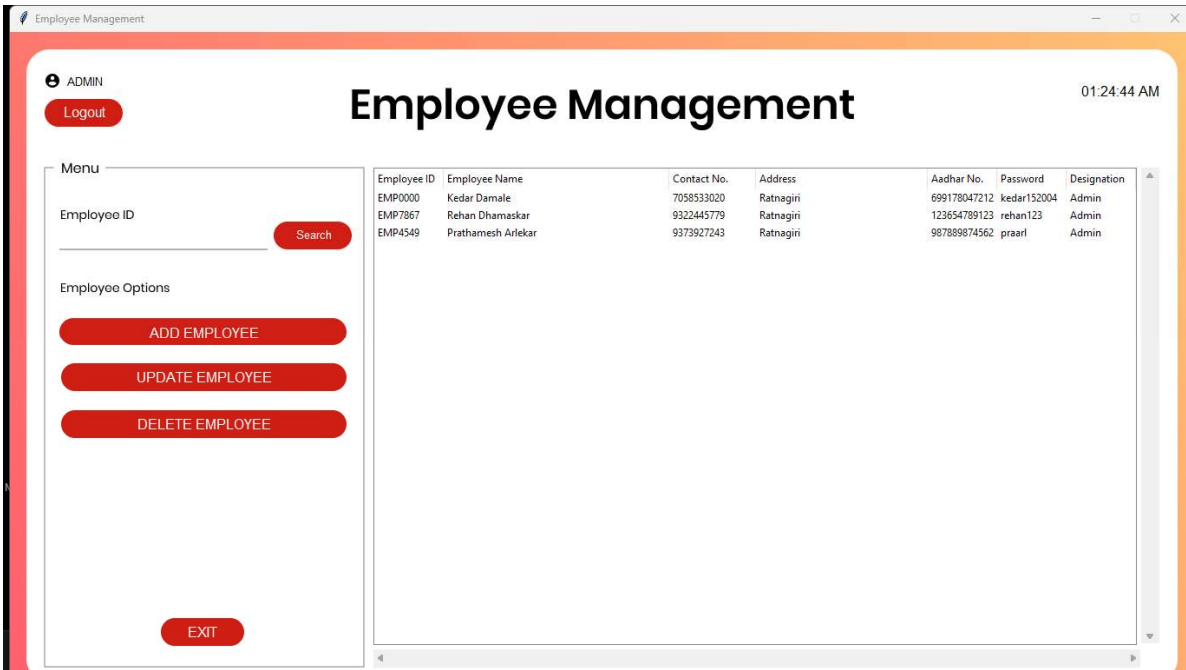 Employee Management
ADMIN
Logout
Employee Management
01:24:44 AM
Menu
Employee ID
Search
Employee Options
ADD EMPLOYEE
UPDATE EMPLOYEE
DELETE EMPLOYEE
EXIT
Employee ID Employee Name Contact No. Address Aadhar No. Password Designation
EMP0000 Kedar Damale 7058533020 Ratnagiri 699178047212 kedar152004 Admin
EMP7867 Rehan Dhamaskar 9322445779 Ratnagiri 123654789123 rehan123 Admin
EMP4549 Prathamesh Arlekar 9373927243 Ratnagiri 987889874562 praarl Admin